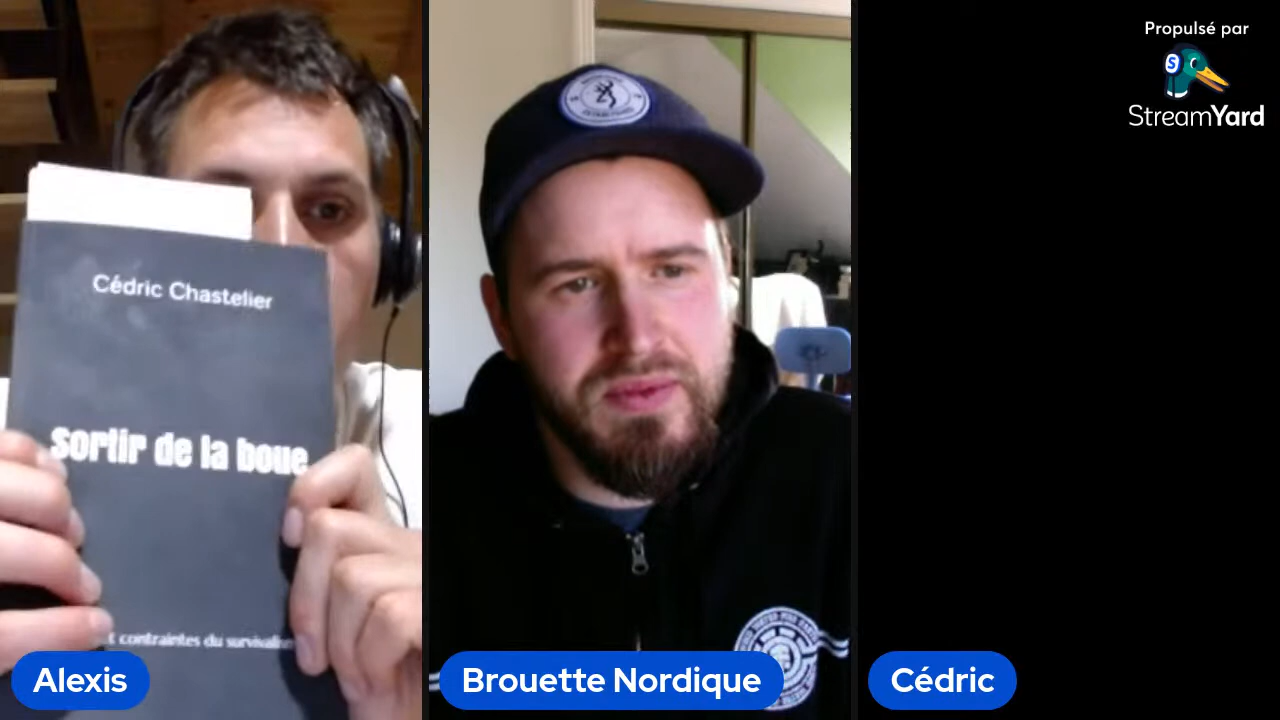 Cédric Chastelier
sortir de la boue
t contraintes du survivalis
Alexis
Brouette Nordique
Cédric
Propulsé par
StreamYard